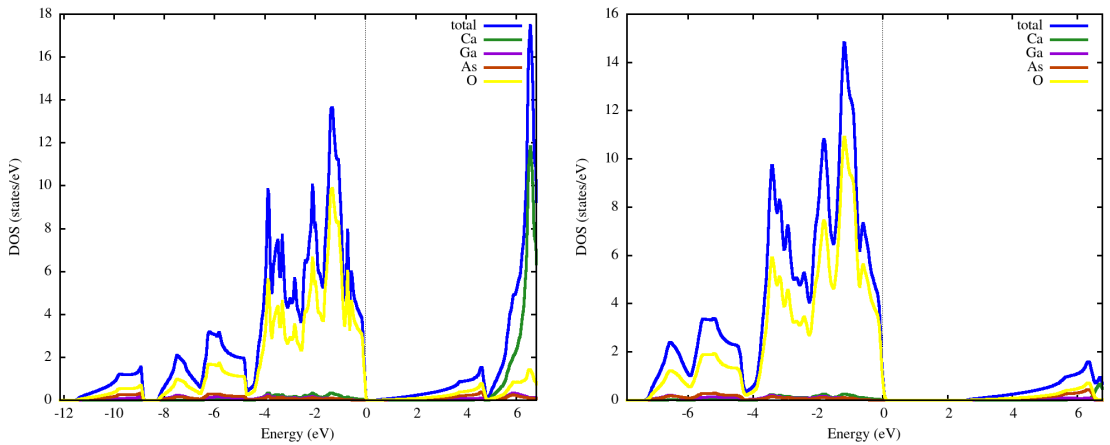 18
16
14
12
10
8
6
4
2
0
DOS (states/eV)
total
Ca
Ga
As
O
-12 -10 -8 -6 -4 -2 0 2 4 6
Energy (eV)
16
14
12
10
8
6
4
2
0
DOS (states/eV)
total
Ca
Ga
As
O
-6 -4 -2 0 2 4 6
Energy (eV)